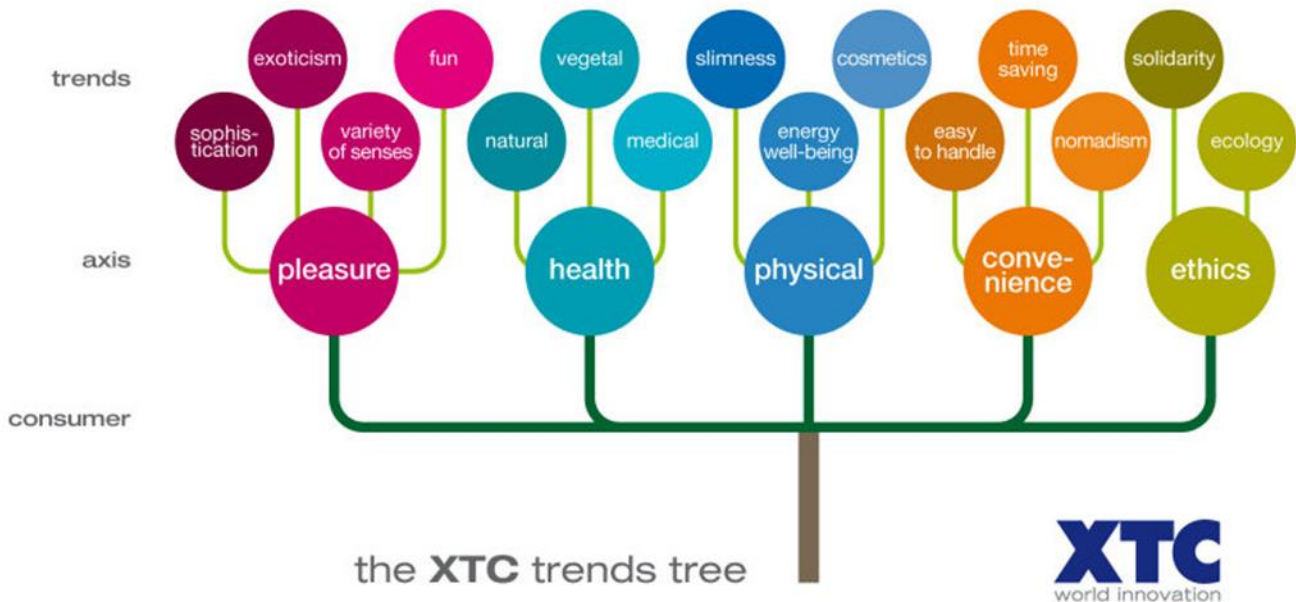 trends
exoticism
fun
vegetal
slimness
cosmetics
time
saving
solidarity
sophis-
tication
variety
of senses
natural
medical
energy
well-being
easy
to handle
nomadism
ecology
axis
pleasure
health
physical
conve-
nience
ethics
consumer
the XTC trends tree
XTC
world innovation